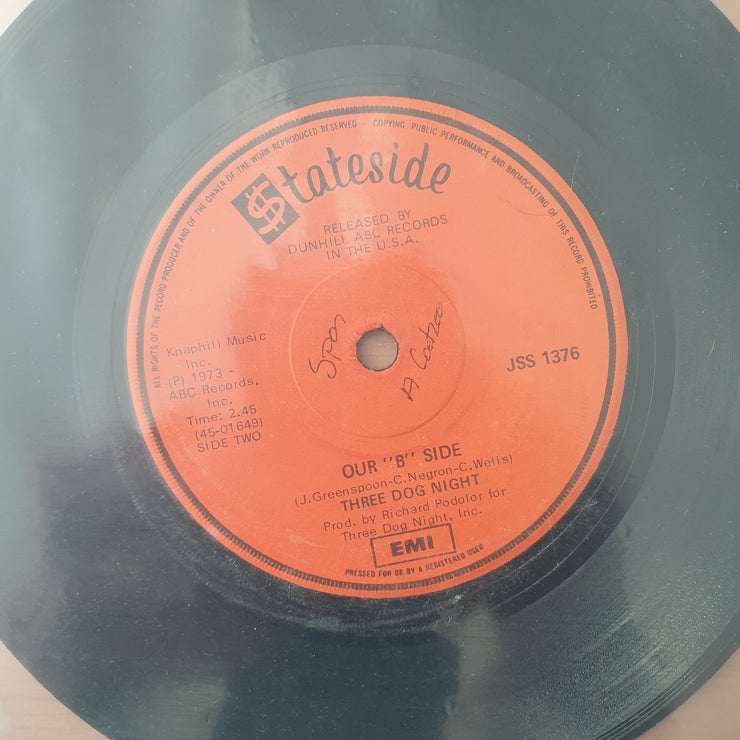 ALL RIGHTS OF THE RECORD PRODUCER AND OF THE OWNER OF THE WORK REPRODUCED RESERVED · COPYING, PUBLIC PERFORMANCE AND BROADCASTING OF THIS RECORD PROHIBITED
Stateside
RELEASED BY
DUNHILL ABC RECORDS
IN THE U.S.A.
Knaphill Music
Inc.
(P) 1973 -
ABC Records,
Inc.
Time: 2.45
(45-01649)
SIDE TWO
JSS 1376
OUR "B" SIDE
(J.Greenspoon-C.Negron-C.Wells)
THREE DOG NIGHT
Prod. by Richard Podolor for
Three Dog Night, Inc.
EMI
PRESSED FOR OR BY A REGISTERED USER